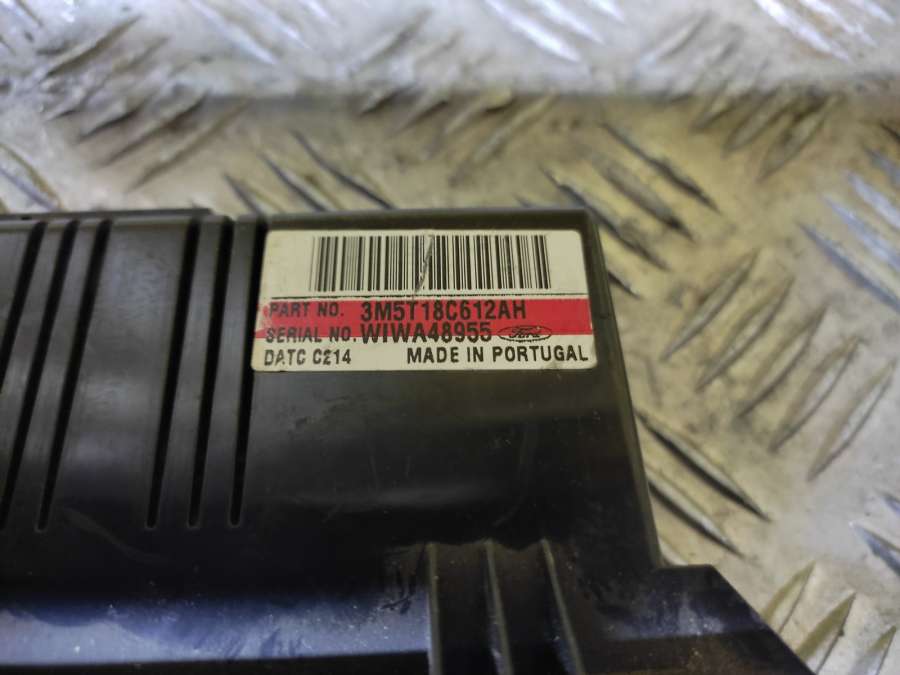 PART NO. 3M5T18C612AH
SERIAL NO. WIWA48955 Ford
DATC C214 MADE IN PORTUGAL